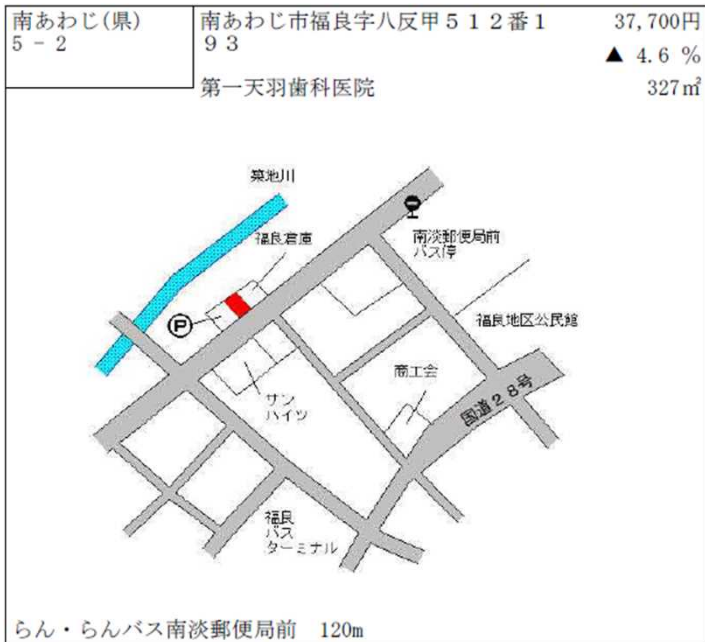 南あわじ(県)
5－2
南あわじ市福良字八反甲５１２番１
９３
第一天羽歯科医院
37,700円
▲ 4.6 %
327㎡
築地川
福良倉庫
南淡郵便局前
バス停
P
福良地区公民館
商工会
サン
ハイツ
国道２８号
福良
バス
ターミナル
らん・らんバス南淡郵便局前　120m